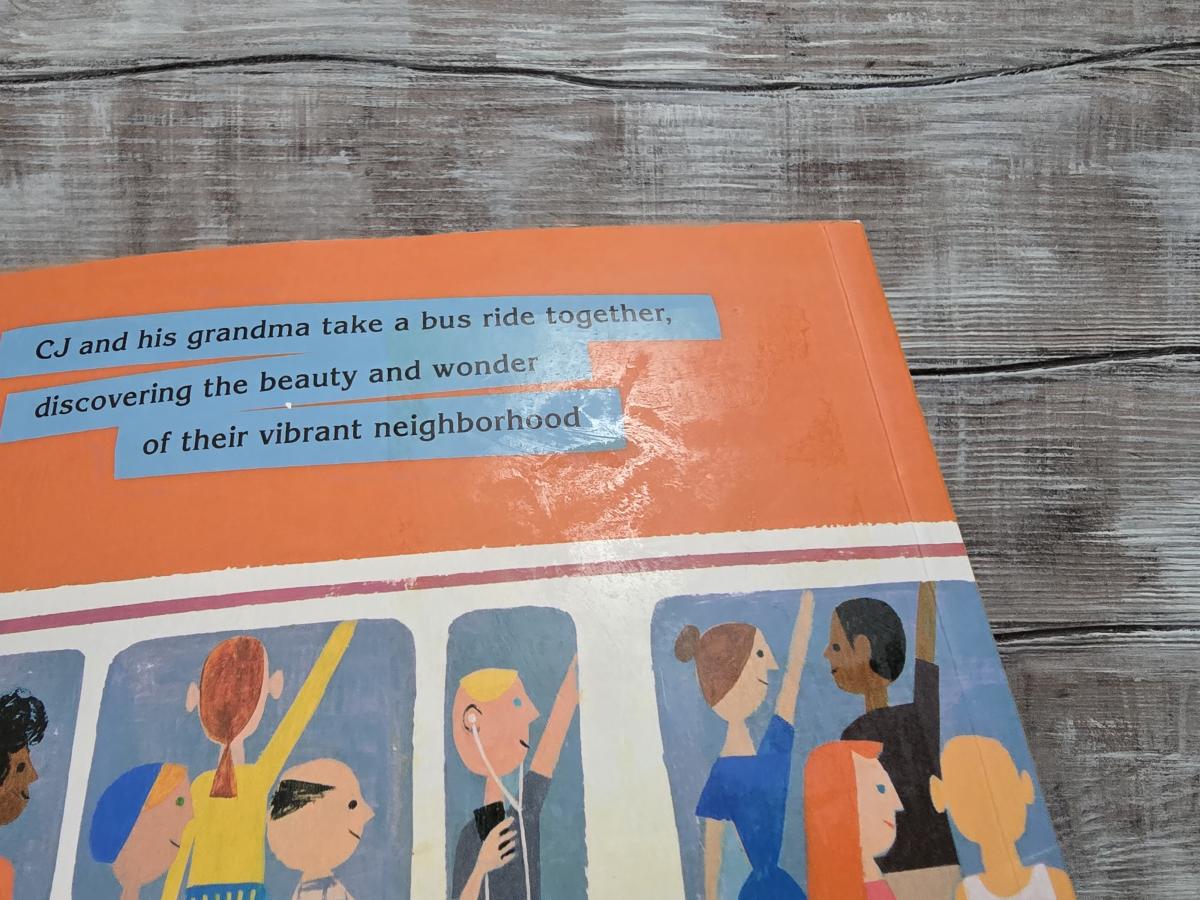 CJ and his grandma take a bus ride together,
discovering the beauty and wonder
of their vibrant neighborhood